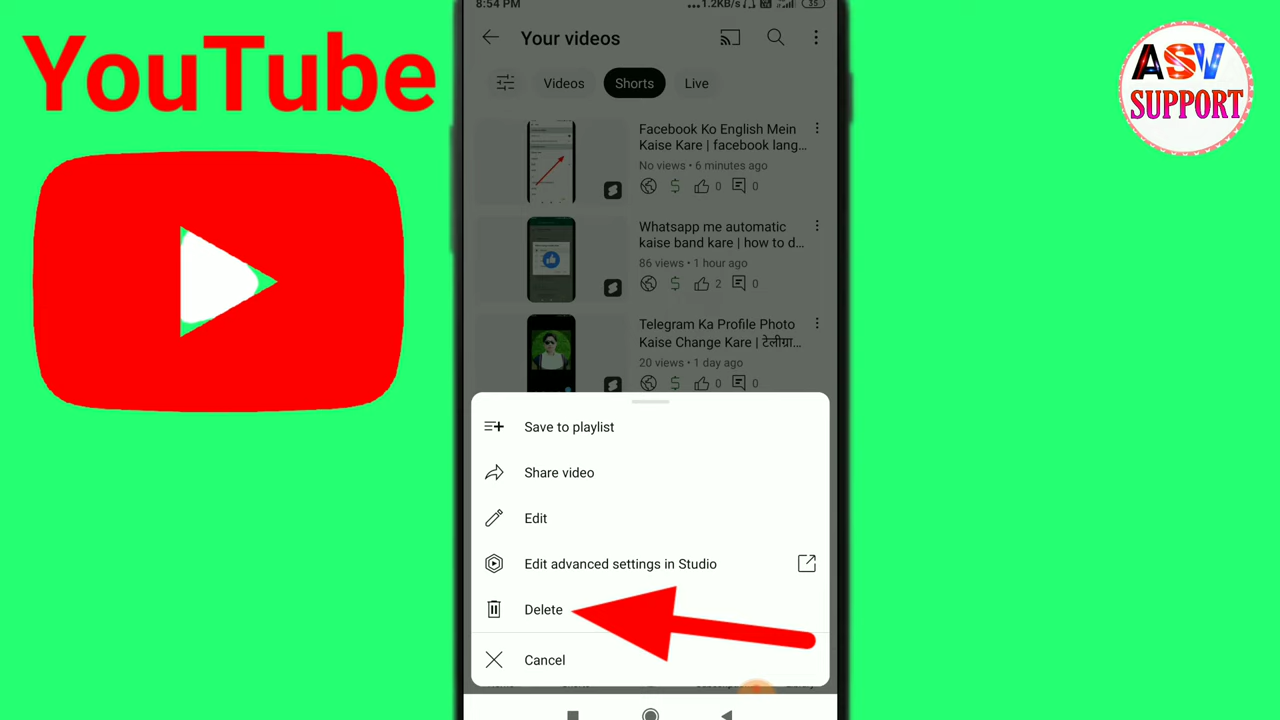 YouTube
ASV
SUPPORT
8:54 PM
...1.2KB/s
35
Your videos
Videos
Shorts
Live
Facebook Ko English Mein
Kaise Kare | facebook lang...
No views • 6 minutes ago
0
0
Whatsapp me automatic
kaise band kare | how to d...
86 views • 1 hour ago
2
0
Telegram Ka Profile Photo
Kaise Change Kare | टेलीग्रा...
20 views • 1 day ago
0
0
Save to playlist
Share video
Edit
Edit advanced settings in Studio
Delete
Cancel